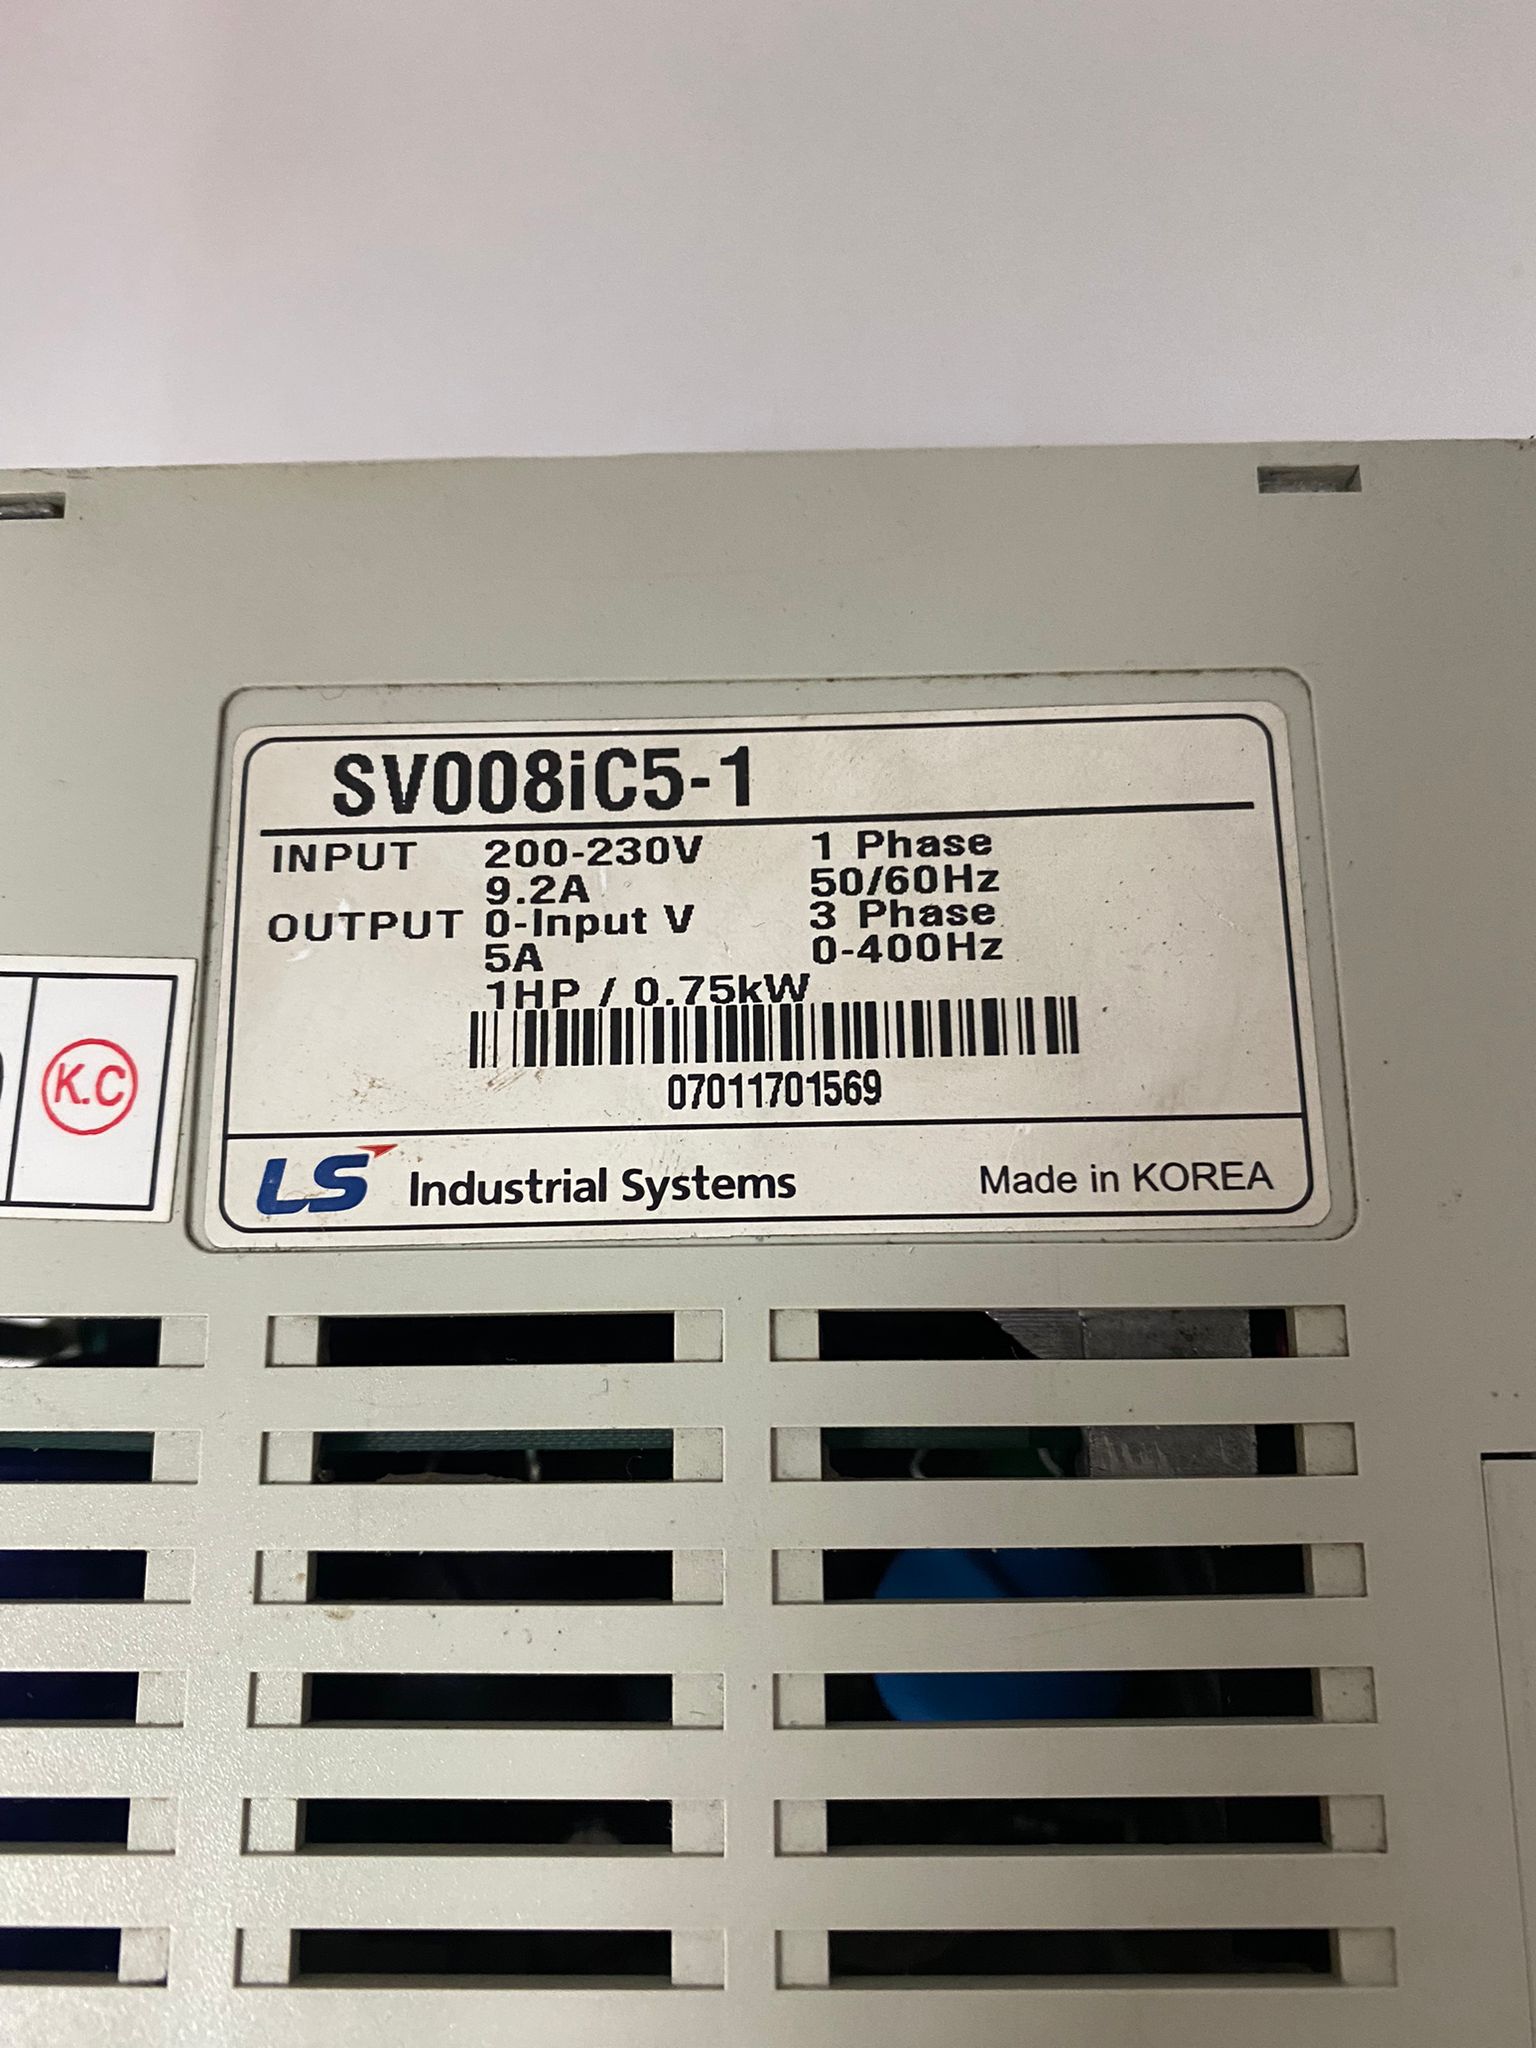 SV008iC5-1
INPUT 200-230V 1 Phase
9.2A 50/60Hz
OUTPUT 0-Input V 3 Phase
5A 0-400Hz
1HP / 0.75kW
07011701569
K.C
LS Industrial Systems Made in KOREA